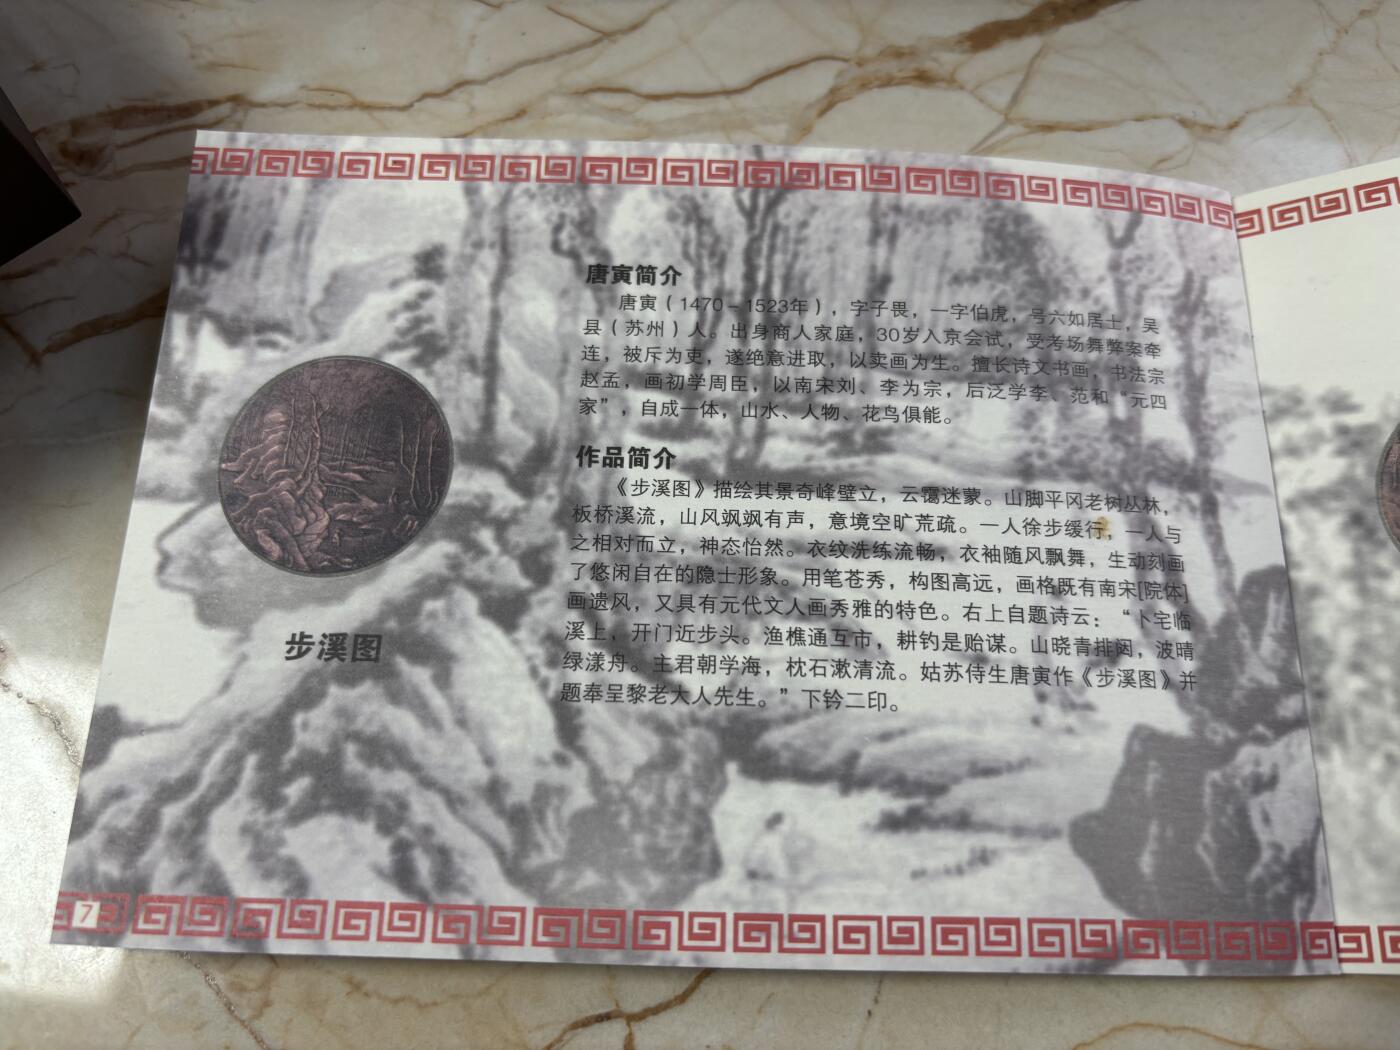 唐寅简介
唐寅（1470－1523年），字子畏，一字伯虎，号六如居士，吴
县（苏州）人。出身商人家庭，30岁入京会试，受考场舞弊案牵
连，被斥为吏，遂绝意进取，以卖画为生。擅长诗文书画，书法宗
赵孟，画初学周臣，以南宋刘、李为宗，后泛学李、范和“元四
家”，自成一体，山水、人物、花鸟俱能。
作品简介
《步溪图》描绘其景奇峰壁立，云霭迷蒙。山脚平冈老树丛林，
板桥溪流，山风飒飒有声，意境空旷荒疏。一人徐步缓行，一人与
之相对而立，神态怡然。衣纹洗练流畅，衣袖随风飘舞，生动刻画
了悠闲自在的隐士形象。用笔苍秀，构图高远，画格既有南宋[院体]
画遗风，又具有元代文人画秀雅的特色。右上自题诗云：“卜宅临
溪上，开门近步头。渔樵通互市，耕钓是贻谋。山晓青排闼，波晴
绿漾舟。主君朝学海，枕石漱清流。姑苏侍生唐寅作《步溪图》并
题奉呈黎老大人先生。”下钤二印。
步溪图
7